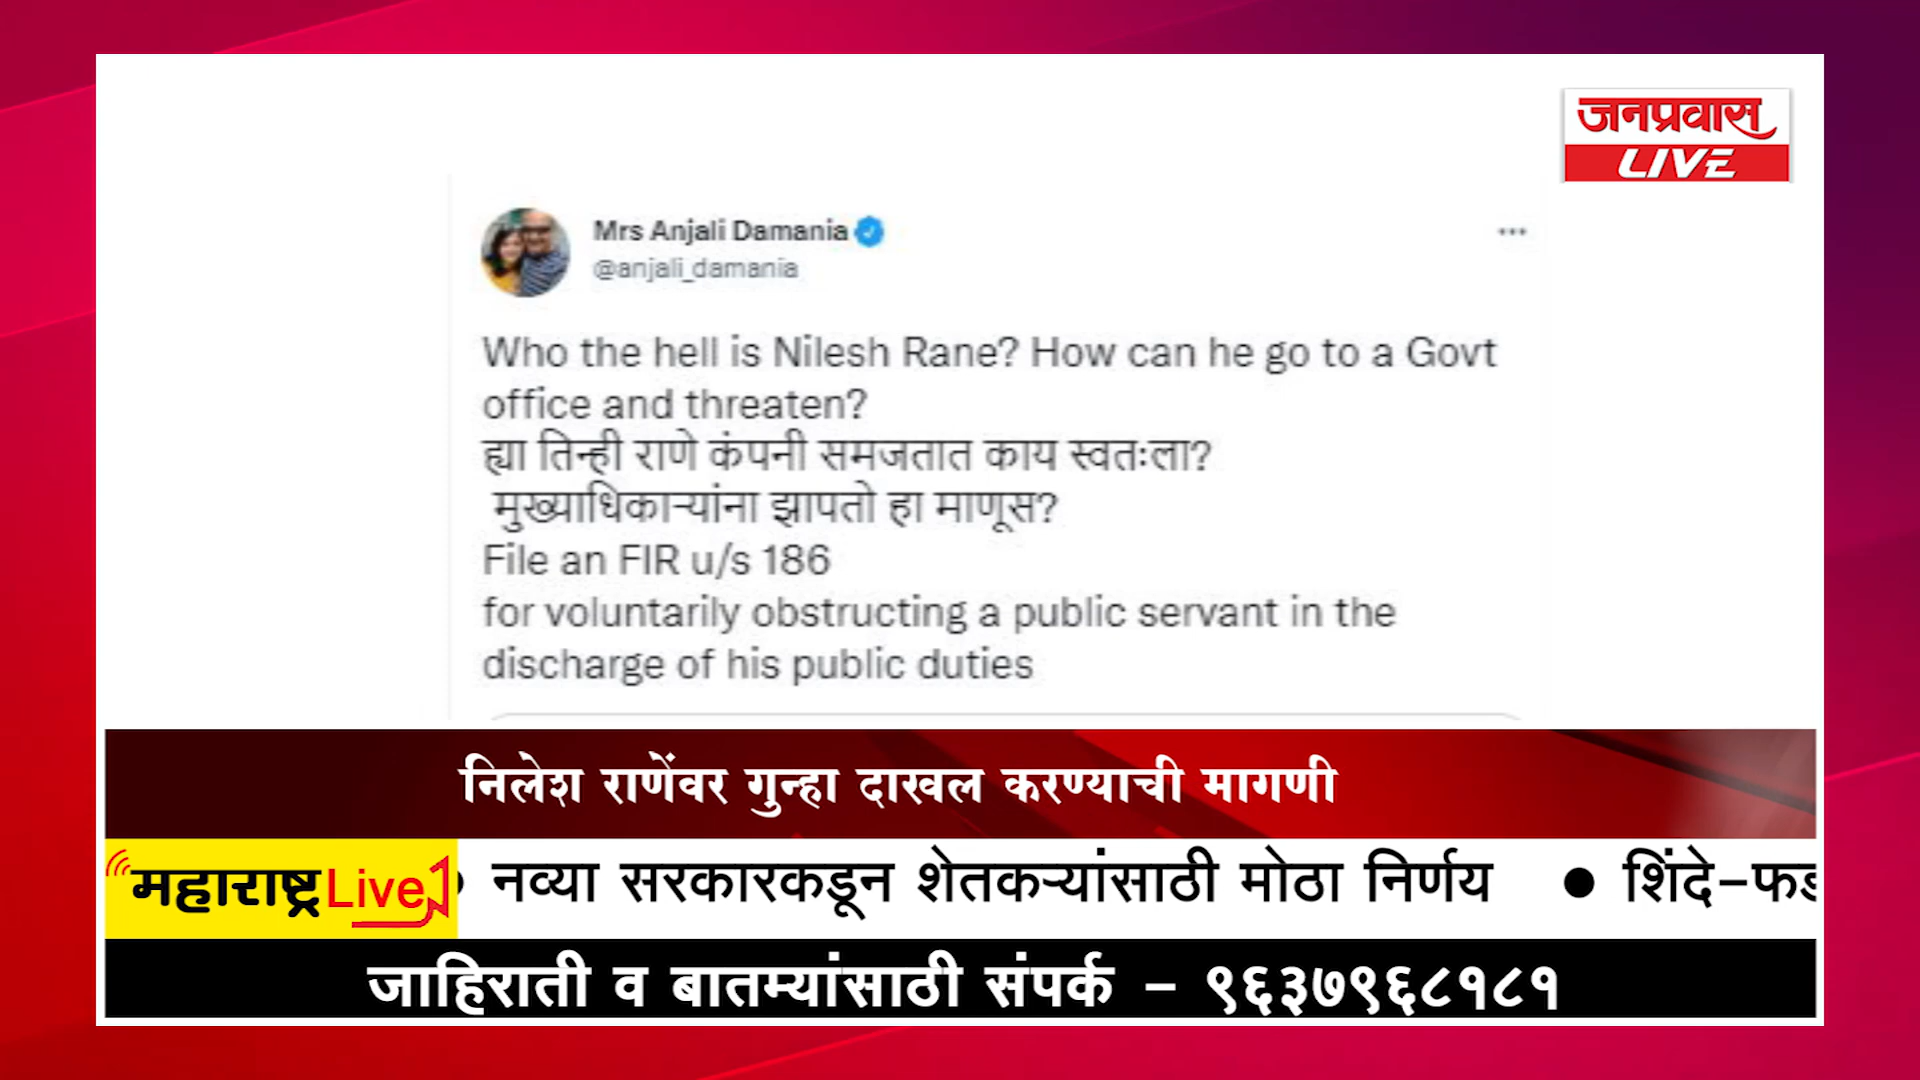 जनप्रवास
LIVE
Mrs Anjali Damania
@anjali_damania
Who the hell is Nilesh Rane? How can he go to a Govt
office and threaten?
ह्या तिन्ही राणे कंपनी समजतात काय स्वतःला?
मुख्याधिकाऱ्यांना झापतो हा माणूस?
File an FIR u/s 186
for voluntarily obstructing a public servant in the
discharge of his public duties
निलेश राणेंवर गुन्हा दाखल करण्याची मागणी
महाराष्ट्र Live
नव्या सरकारकडून शेतकऱ्यांसाठी मोठा निर्णय ● शिंदे-फड
जाहिराती व बातम्यांसाठी संपर्क - ९६३७९६८१८१